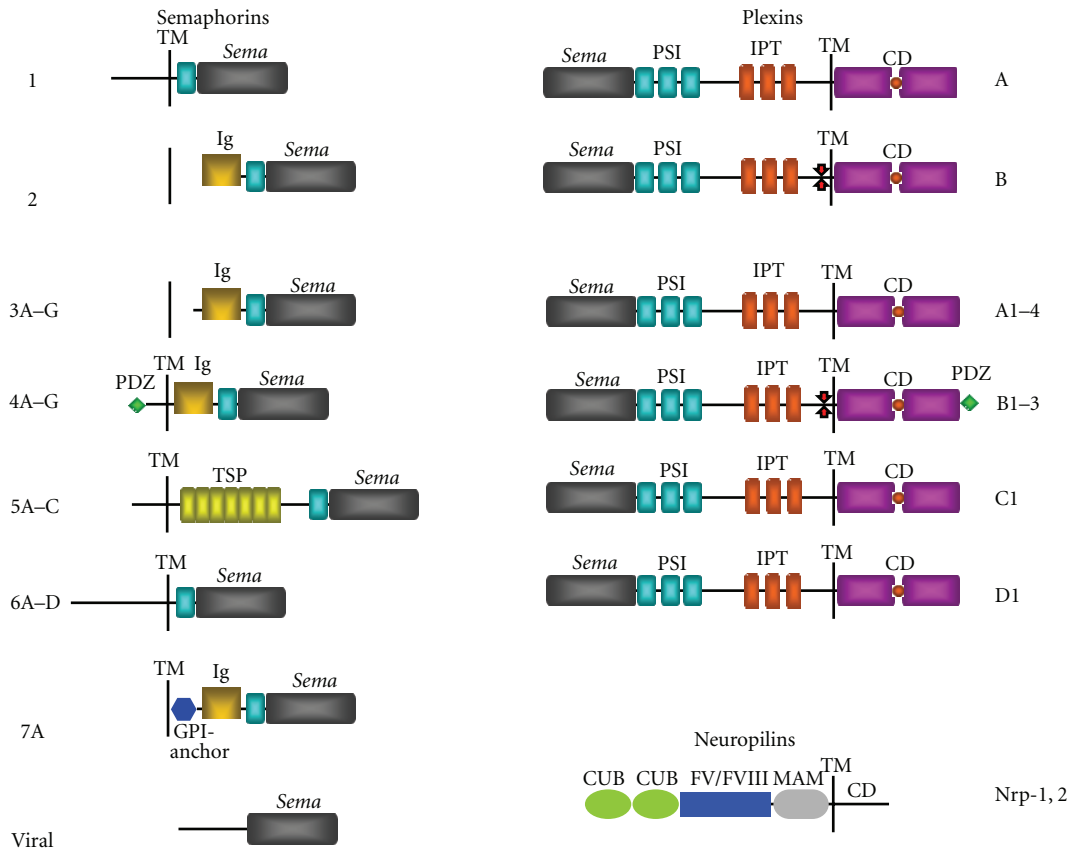 Semaphorins
TM
Sema
1
Ig
Sema
2
Ig
Sema
3A–G
TM Ig
PDZ
Sema
4A–G
TM
TSP
Sema
5A–C
TM
Sema
6A–D
TM
Ig
Sema
7A
GPI-
anchor
Sema
Viral
Plexins
TM
Sema
PSI
IPT
CD
A
TM
Sema
PSI
IPT
CD
B
TM
Sema
PSI
IPT
CD
A1–4
TM
Sema
PSI
IPT
CD
PDZ
B1–3
TM
Sema
PSI
IPT
CD
C1
TM
Sema
PSI
IPT
CD
D1
Neuropilins
TM
CUB CUB FV/FVIII MAM CD
Nrp-1, 2